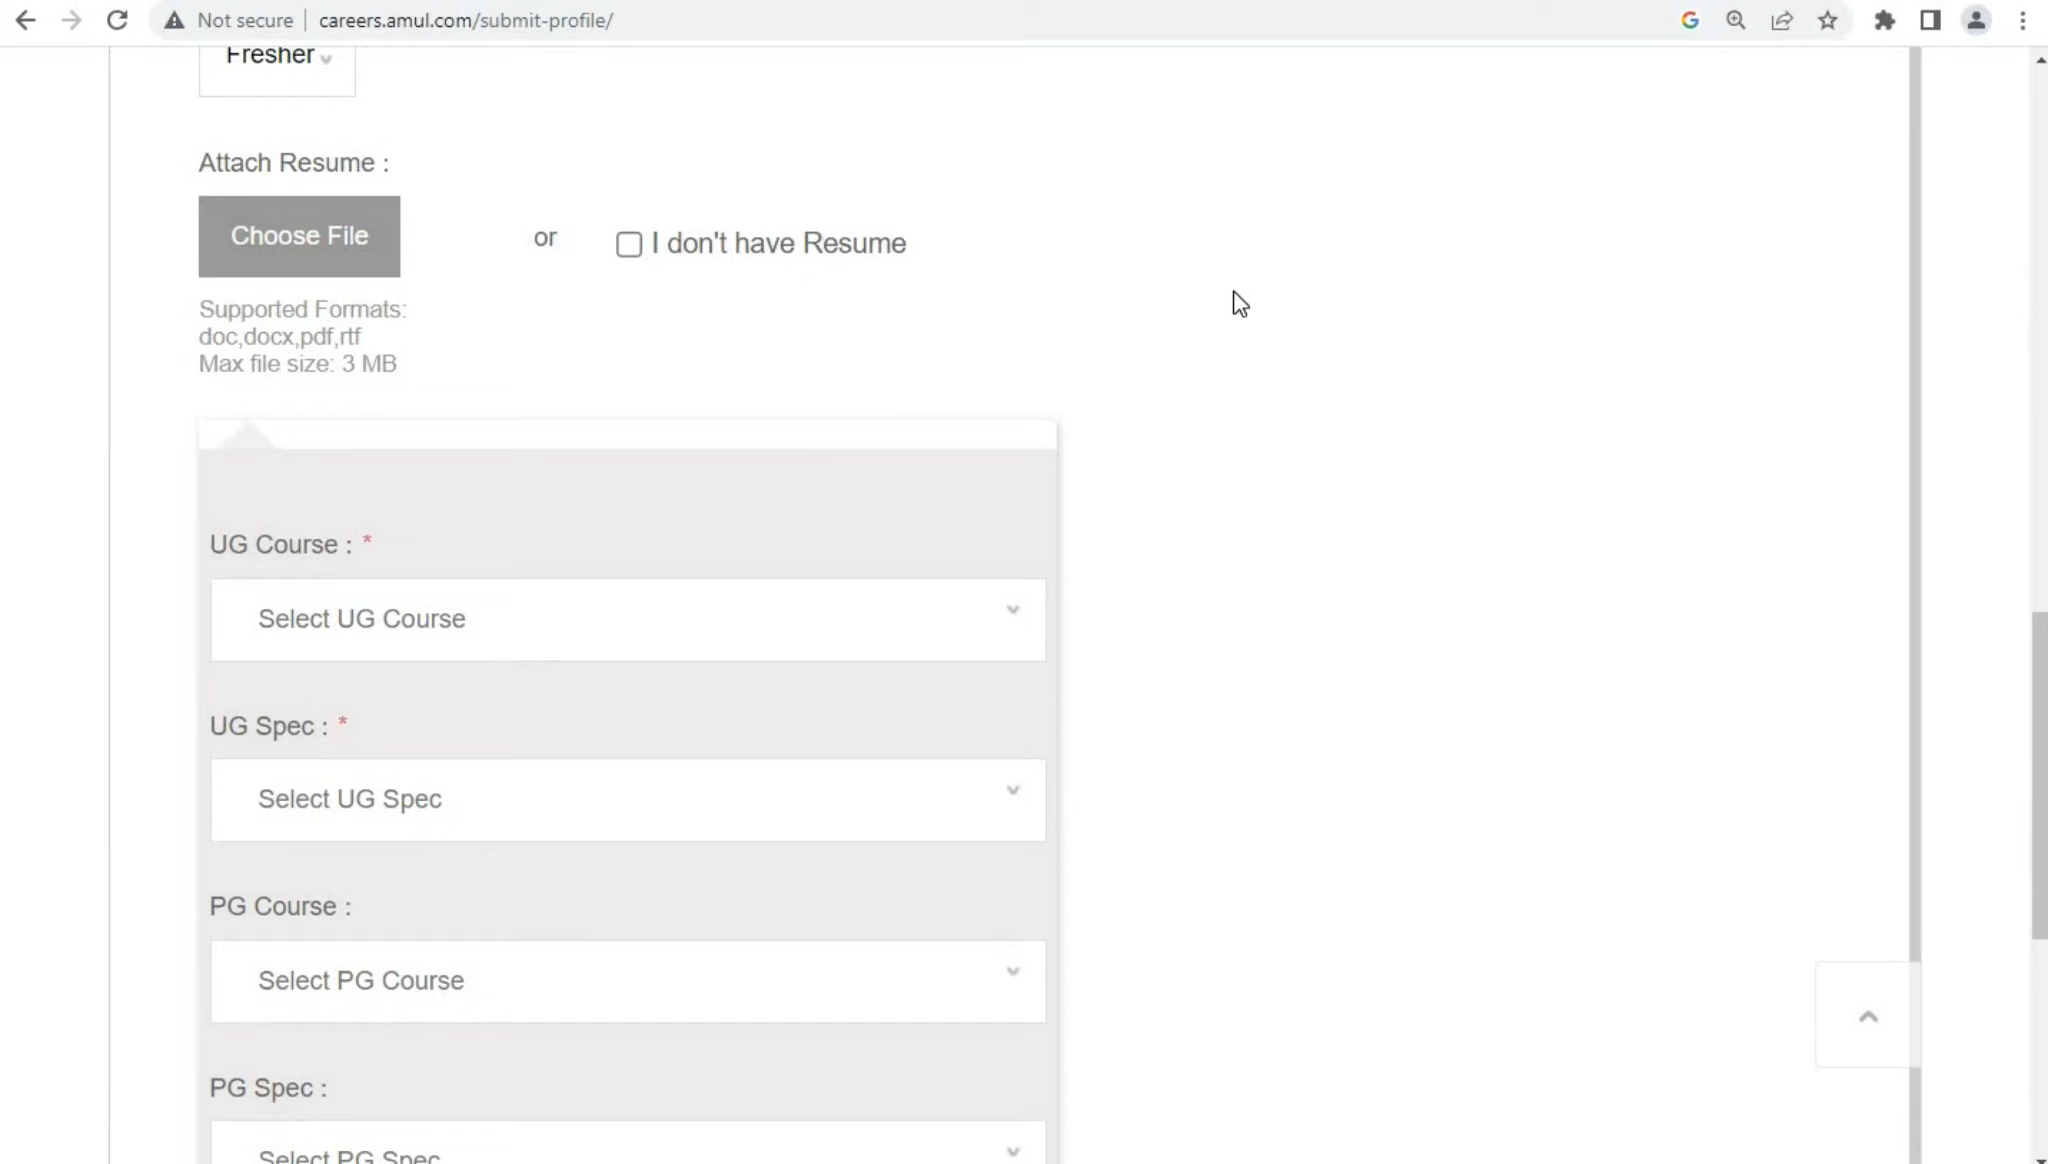 Not secure careers.amul.com/submit-profile/
Fresher
Attach Resume :
Choose File
or
I don't have Resume
Supported Formats:
doc,docx,pdf,rtf
Max file size: 3 MB
UG Course : *
Select UG Course
UG Spec : *
Select UG Spec
PG Course :
Select PG Course
PG Spec :
Select PG Spec